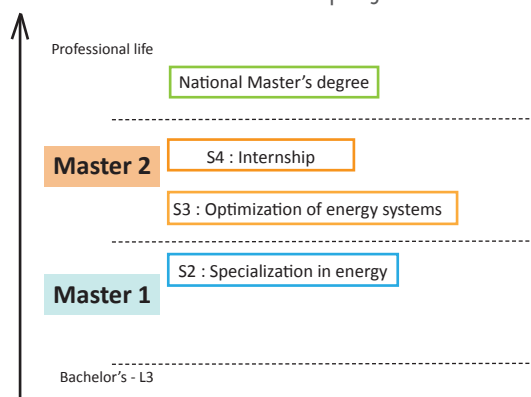 Professional life
National Master's degree
S4 : Internship
Master 2
S3 : Optimization of energy systems
S2 : Specialization in energy
Master 1
Bachelor's - L3